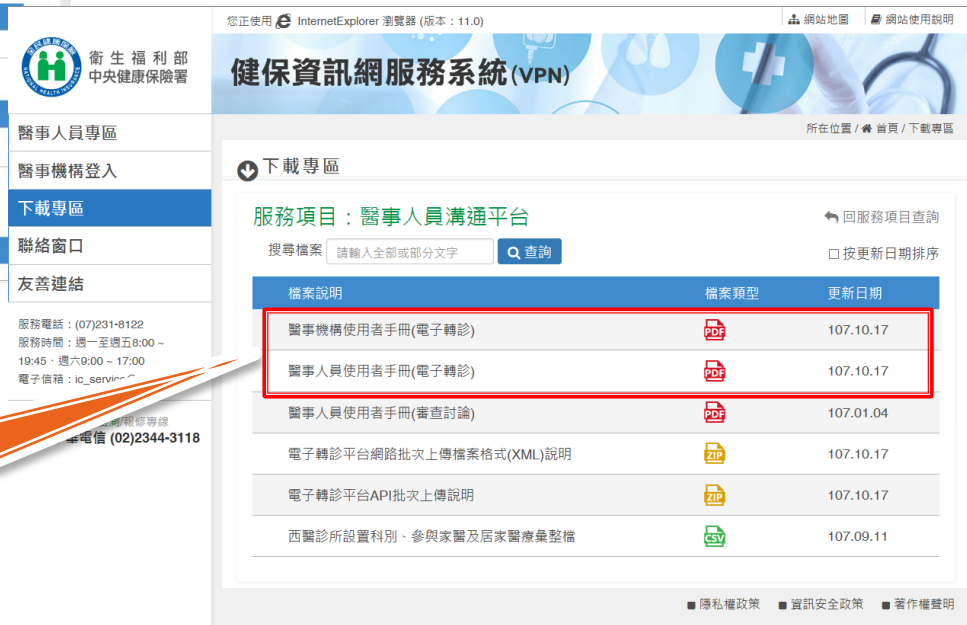 您正使用 InternetExplorer 瀏覽器 (版本：11.0)
網站地圖
網站使用說明
全民健康保險
NATIONAL HEALTH INSURANCE
衛生福利部
中央健康保險署
健保資訊網服務系統(VPN)
所在位置 / 首頁 / 下載專區
醫事人員專區
醫事機構登入
下載專區
聯絡窗口
友善連結
服務電話：(07)231-8122
服務時間：週一至週五8:00 ~
19:45、週六9:00 ~ 17:00
電子信箱：ic_service
/報修專線
電信 (02)2344-3118
下載專區
服務項目：醫事人員溝通平台
回服務項目查詢
搜尋檔案 請輸入全部或部分文字 查詢
按更新日期排序
檔案說明 檔案類型 更新日期
醫事機構使用者手冊(電子轉診) PDF 107.10.17
醫事人員使用者手冊(電子轉診) PDF 107.10.17
醫事人員使用者手冊(審查討論) PDF 107.01.04
電子轉診平台網路批次上傳檔案格式(XML)說明 ZIP 107.10.17
電子轉診平台API批次上傳說明 ZIP 107.10.17
西醫診所設置科別、參與家醫及居家醫療彙整檔 CSV 107.09.11
隱私權政策
資訊安全政策
著作權聲明